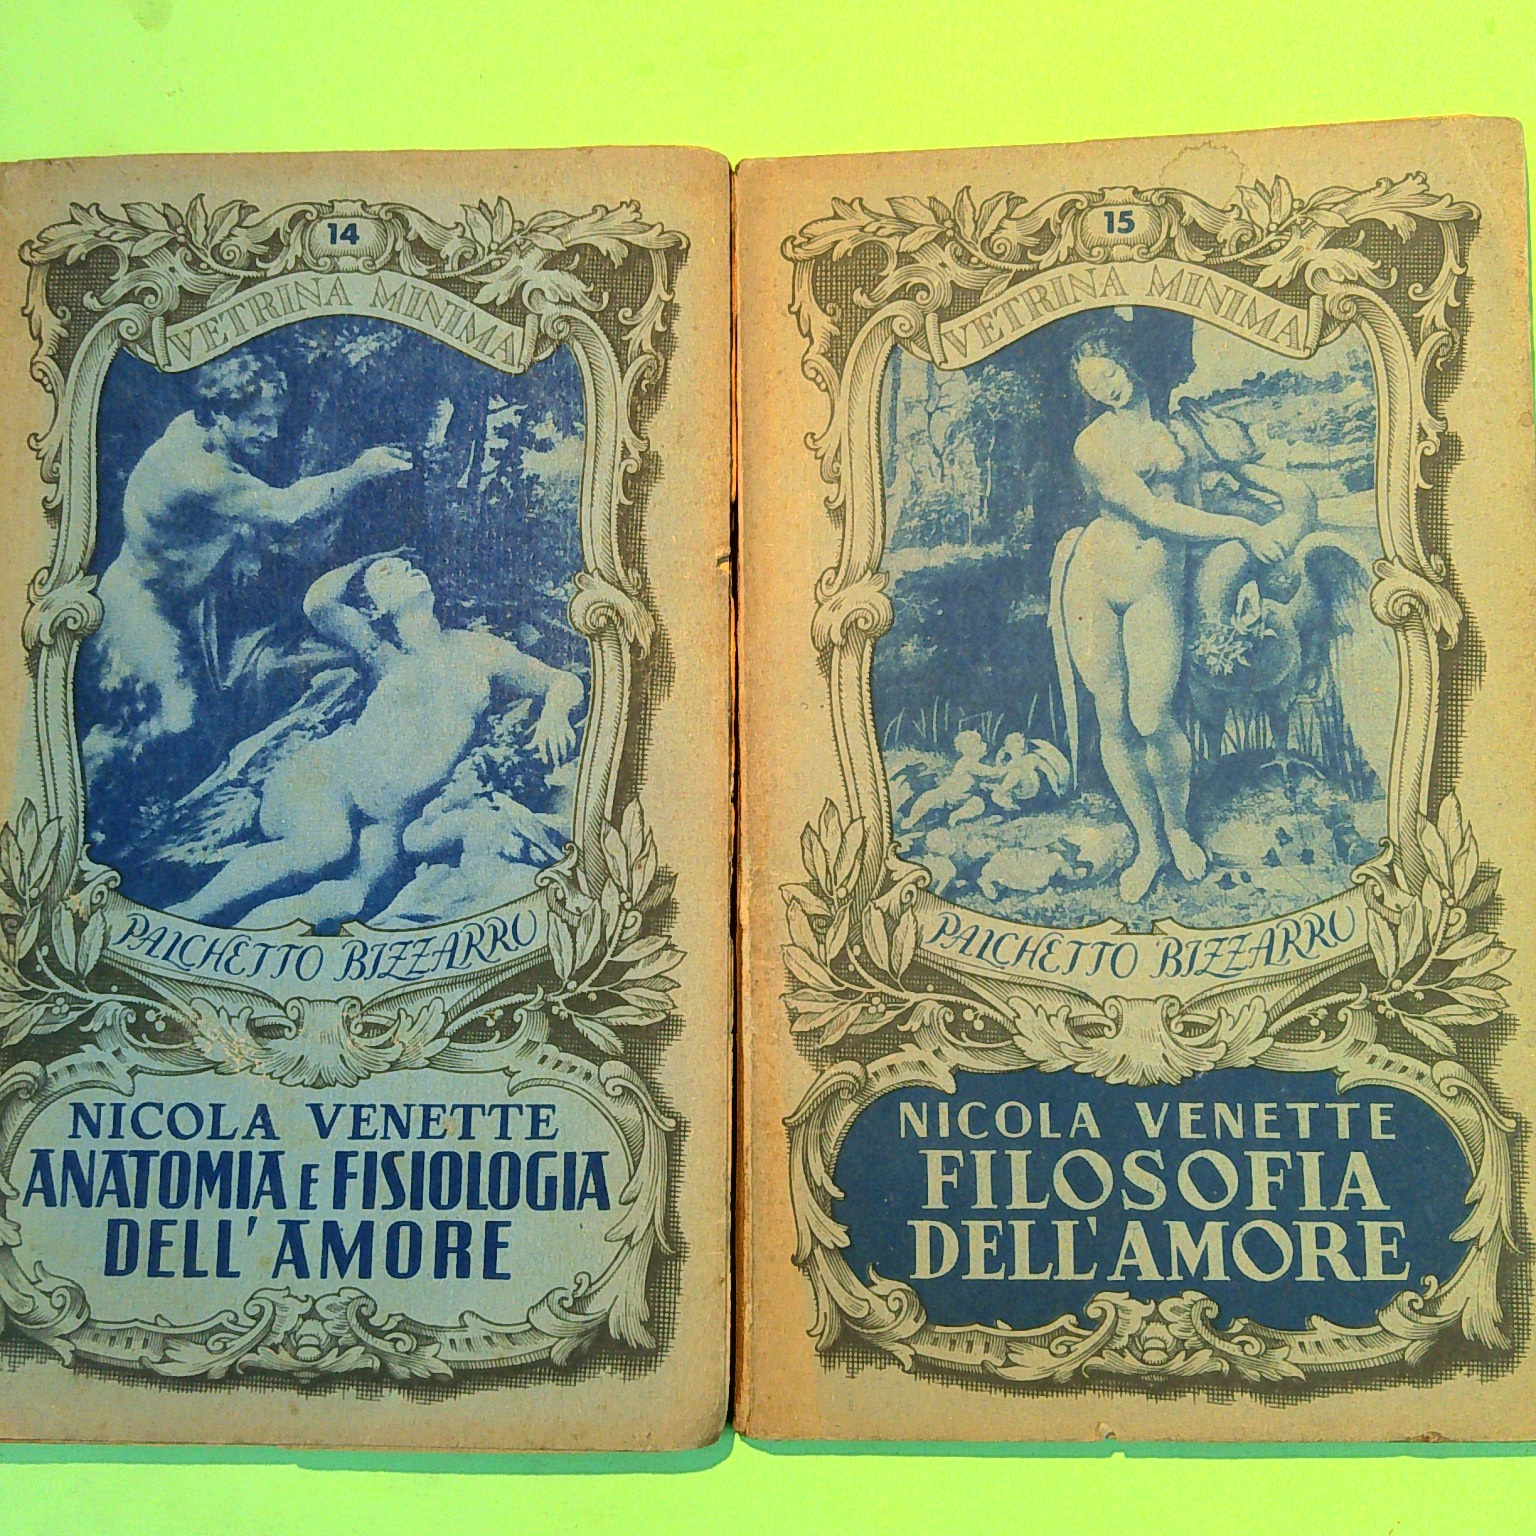 14
VETRINA MINIMA
PALCHETTO BIZZARRO
NICOLA VENETTE
ANATOMIA E FISIOLOGIA
DELL'AMORE
15
VETRINA MINIMA
PALCHETTO BIZZARRO
NICOLA VENETTE
FILOSOFIA
DELL'AMORE